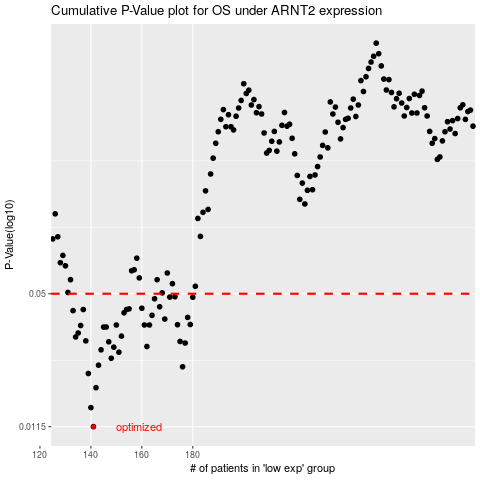 Cumulative P-Value plot for OS under ARNT2 expression
P-Value(log10)
0.05
0.0115
optimized
120 140 160 180
# of patients in 'low exp' group